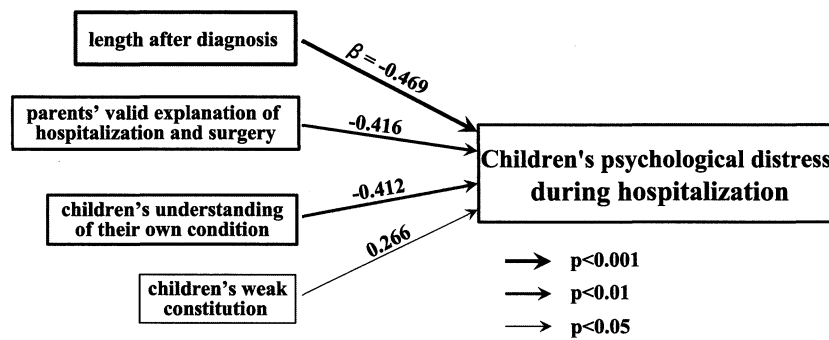 length after diagnosis
β = -0.469
parents' valid explanation of
hospitalization and surgery
-0.416
Children's psychological distress
during hospitalization
children's understanding
of their own condition
-0.412
children's weak
constitution
0.266
p<0.001
p<0.01
p<0.05